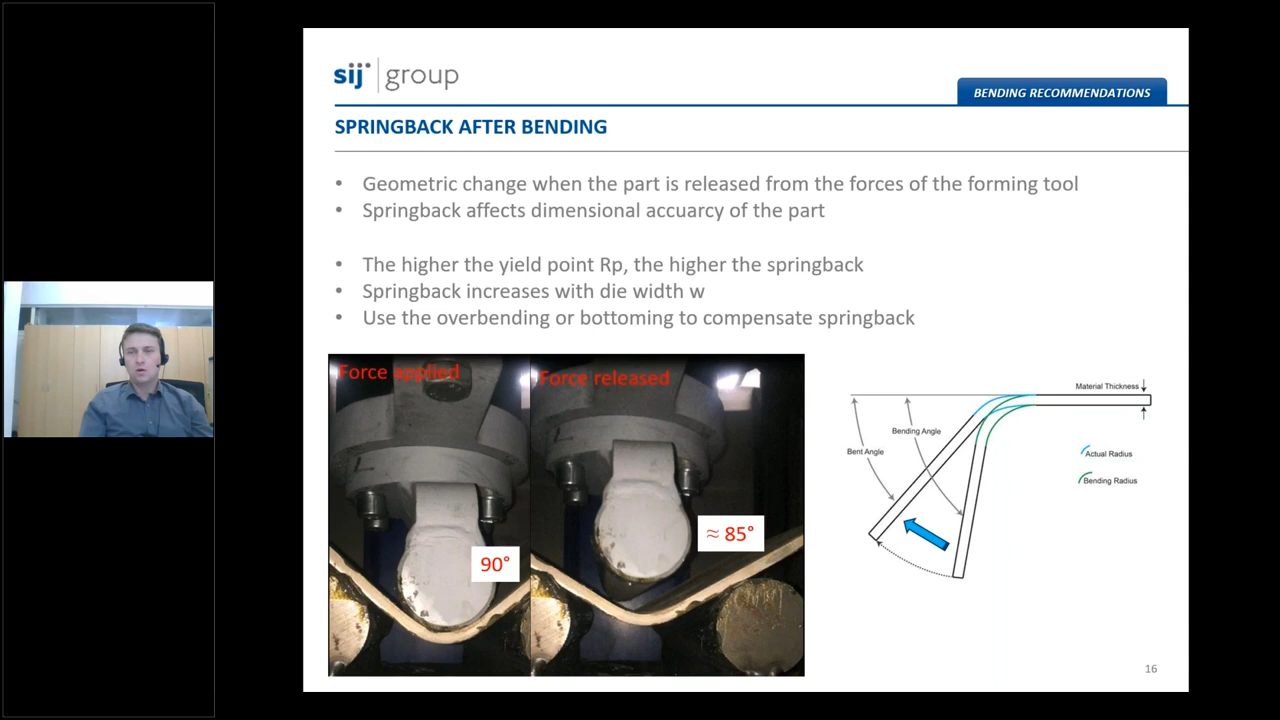 sij group
BENDING RECOMMENDATIONS
SPRINGBACK AFTER BENDING
• Geometric change when the part is released from the forces of the forming tool
• Springback affects dimensional accuarcy of the part
• The higher the yield point Rp, the higher the springback
• Springback increases with die width w
• Use the overbending or bottoming to compensate springback
Force applied
Force released
90°
≈ 85°
Material Thickness
Bending Angle
Bent Angle
Actual Radius
Bending Radius
16